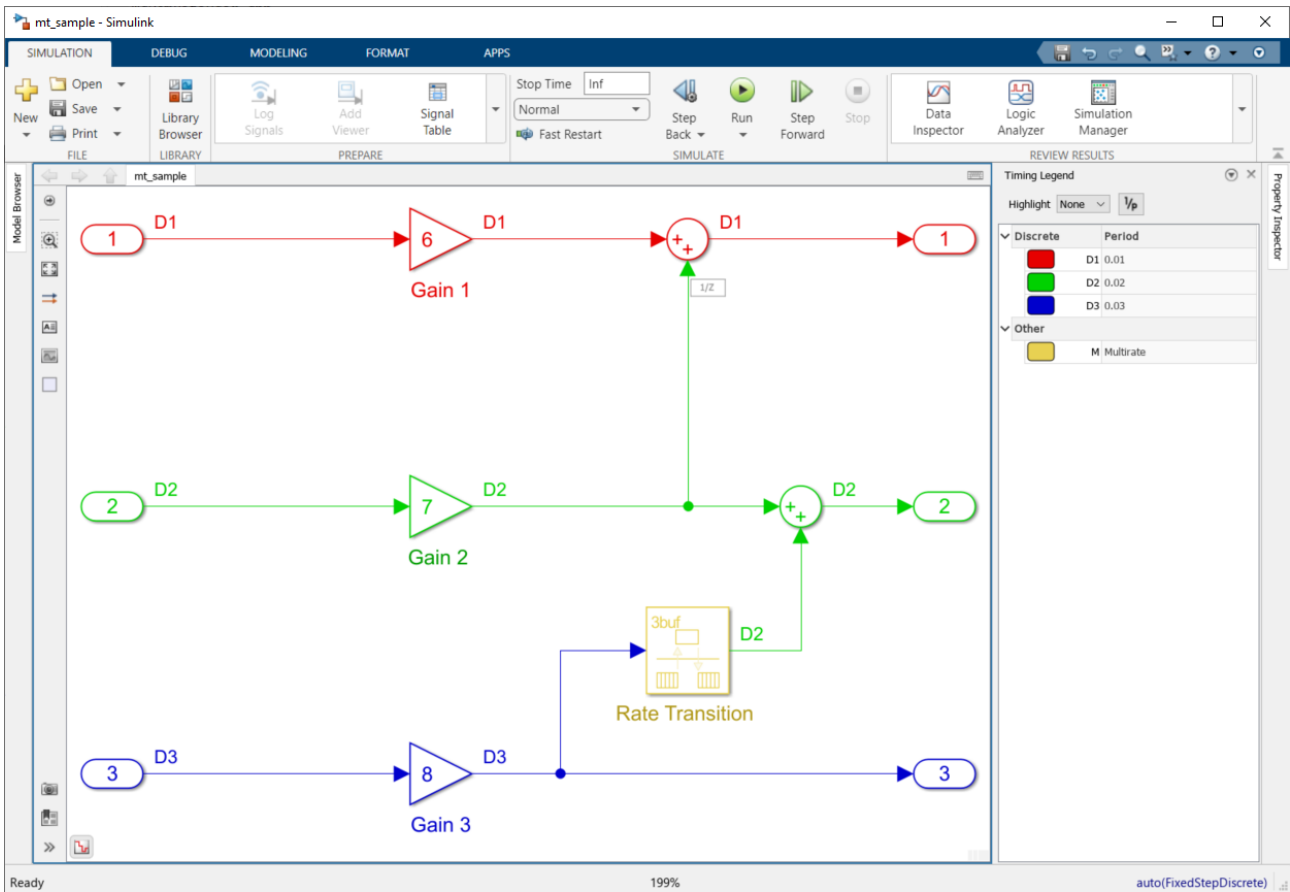 mt_sample - Simulink
SIMULATION DEBUG MODELING FORMAT APPS
New
Open
Save
Print
FILE
Library Browser
LIBRARY
Log Signals
Add Viewer
Signal Table
PREPARE
Stop Time Inf
Normal
Fast Restart
Step Back
Run
Step Forward
Stop
SIMULATE
Data Inspector
Logic Analyzer
Simulation Manager
REVIEW RESULTS
Model Browser
mt_sample
Timing Legend
Property Inspector
Highlight None 1/p
Discrete Period
D1 0.01
D2 0.02
D3 0.03
Other
M Multirate
1 D1 6 D1 + + D1 1
Gain 1
1/Z
2 D2 7 D2 + + D2 2
Gain 2
3buf
D2
Rate Transition
3 D3 8 D3 3
Gain 3
Ready 199% auto(FixedStepDiscrete)